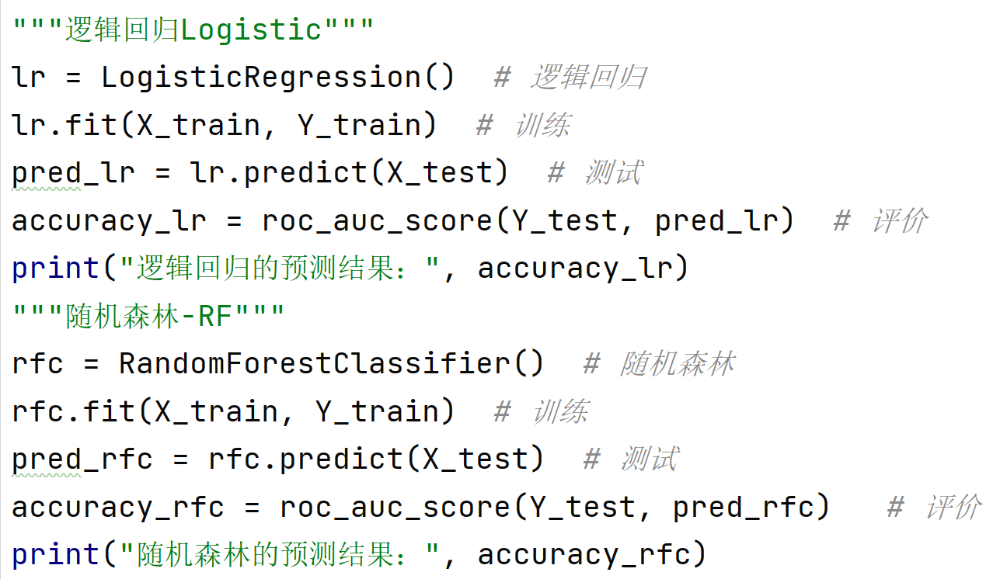 """逻辑回归Logistic"""
lr = LogisticRegression()  # 逻辑回归
lr.fit(X_train, Y_train)  # 训练
pred_lr = lr.predict(X_test)  # 测试
accuracy_lr = roc_auc_score(Y_test, pred_lr)  # 评价
print("逻辑回归的预测结果：", accuracy_lr)
"""随机森林-RF"""
rfc = RandomForestClassifier()  # 随机森林
rfc.fit(X_train, Y_train)  # 训练
pred_rfc = rfc.predict(X_test)  # 测试
accuracy_rfc = roc_auc_score(Y_test, pred_rfc)   # 评价
print("随机森林的预测结果：", accuracy_rfc)